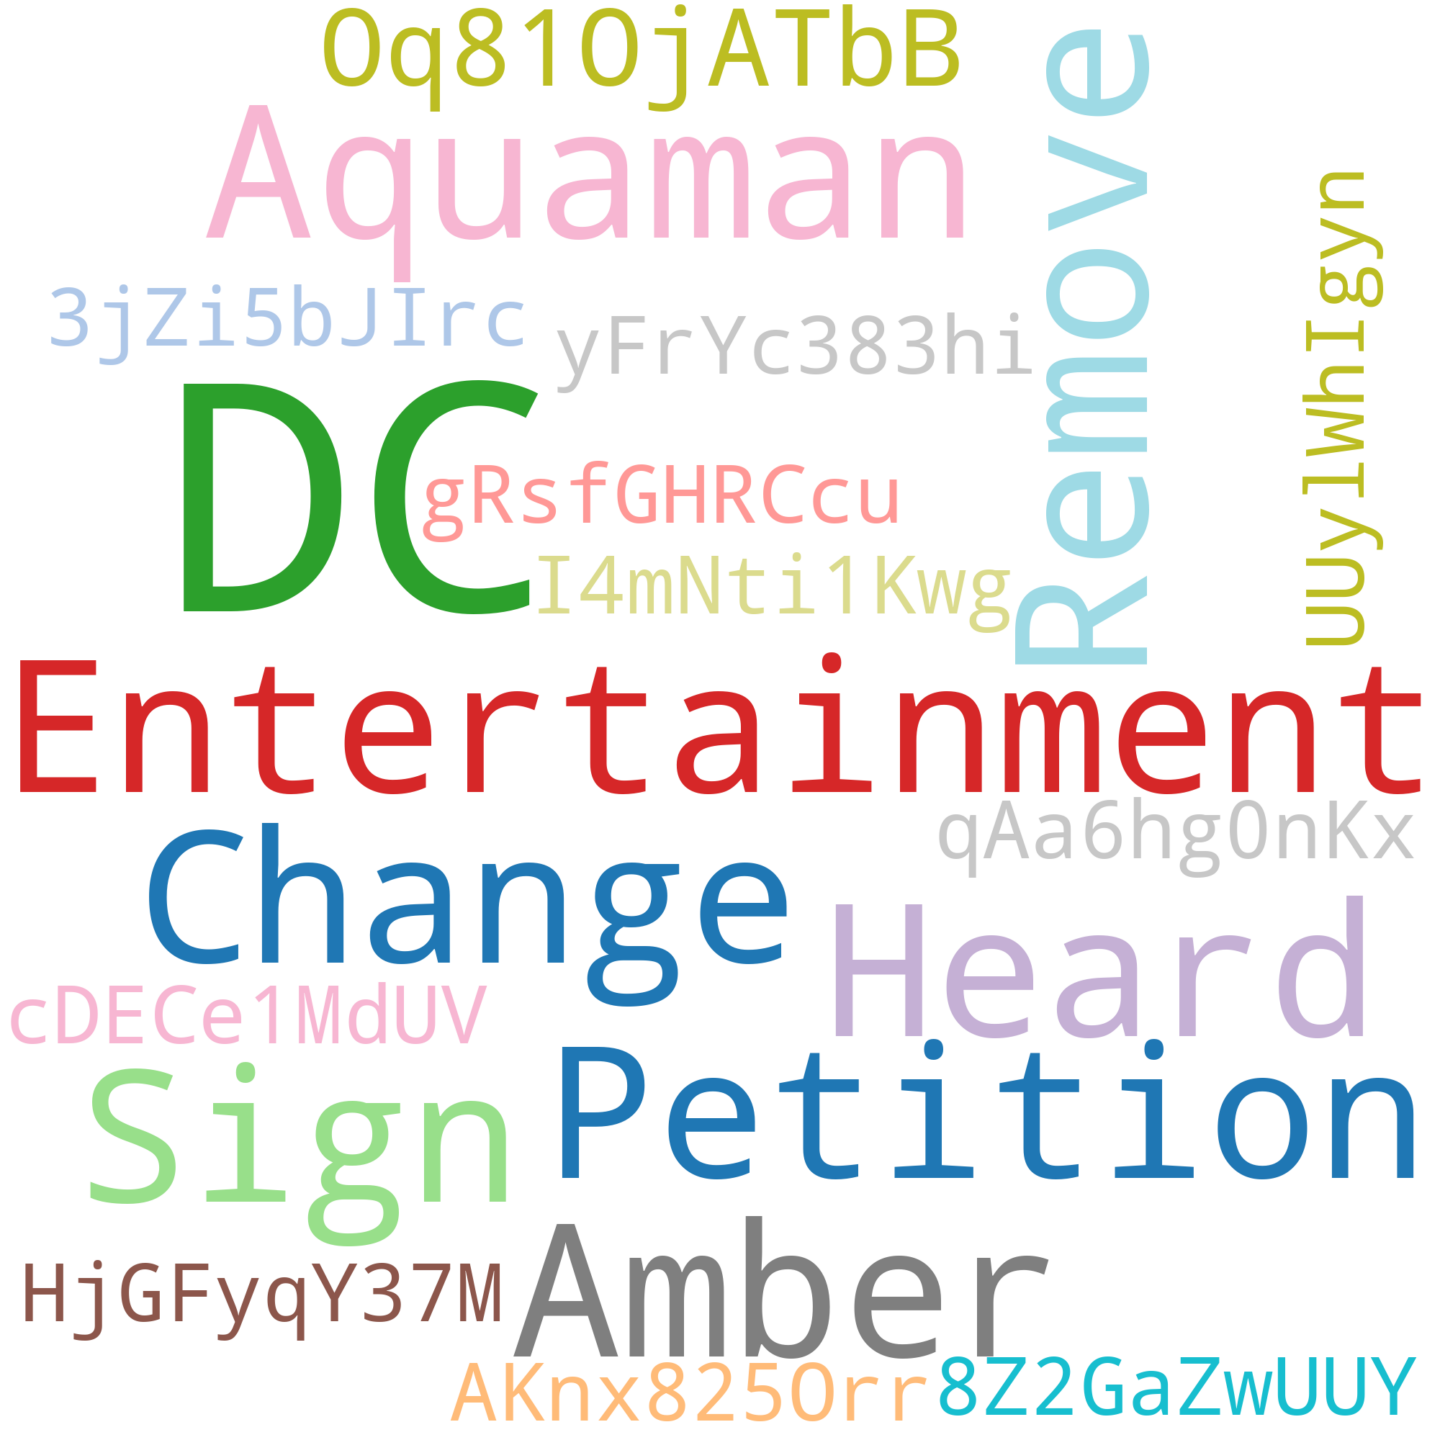 Oq81OjATbB
Aquaman
Remove
UUylWhIgyn
3jZi5bJIrc
yFrYc383hi
DC
gRsfGHRCcu
I4mNti1Kwg
Entertainment
qAa6hg0nKx
Change
Heard
cDECe1MdUV
Sign
Petition
Amber
HjGFyqY37M
AKnx825Orr
8Z2GaZwUUY